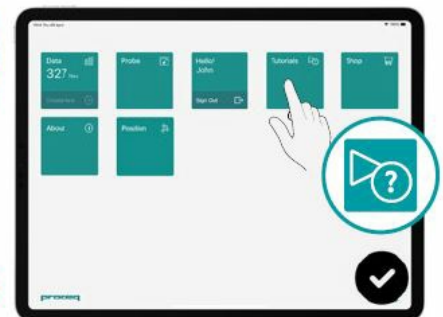 Data
327
Probe
Hello!
John
Sign Out
Tutorials
Shop
About
Position
?
proceq